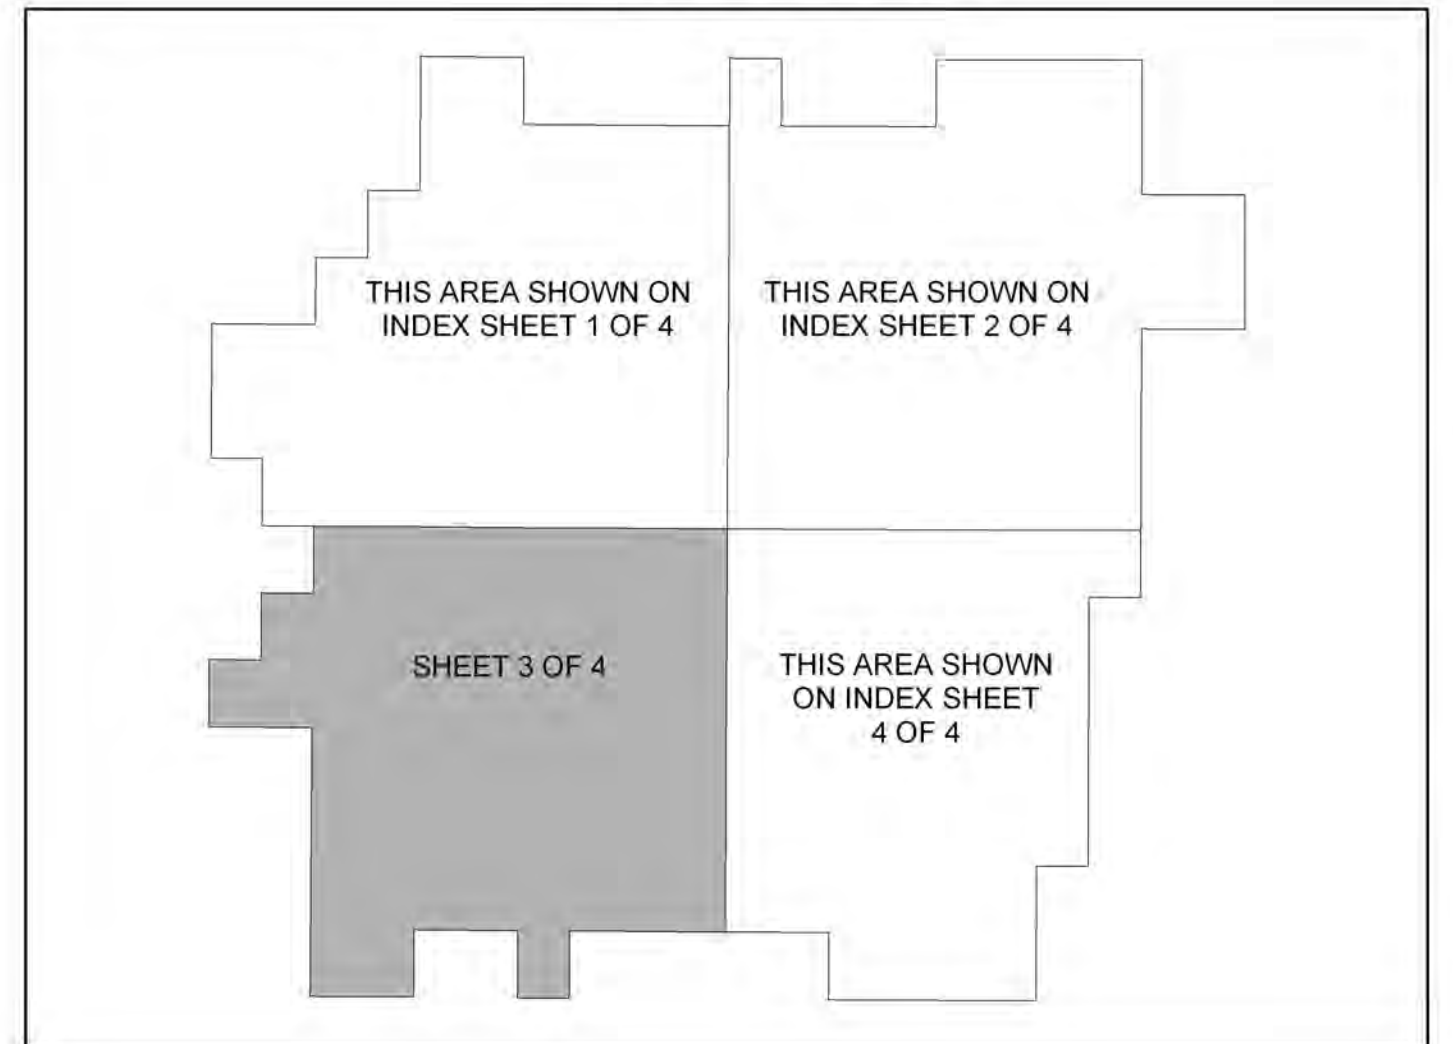 THIS AREA SHOWN ON
INDEX SHEET 1 OF 4
THIS AREA SHOWN ON
INDEX SHEET 2 OF 4
SHEET 3 OF 4
THIS AREA SHOWN
ON INDEX SHEET
4 OF 4